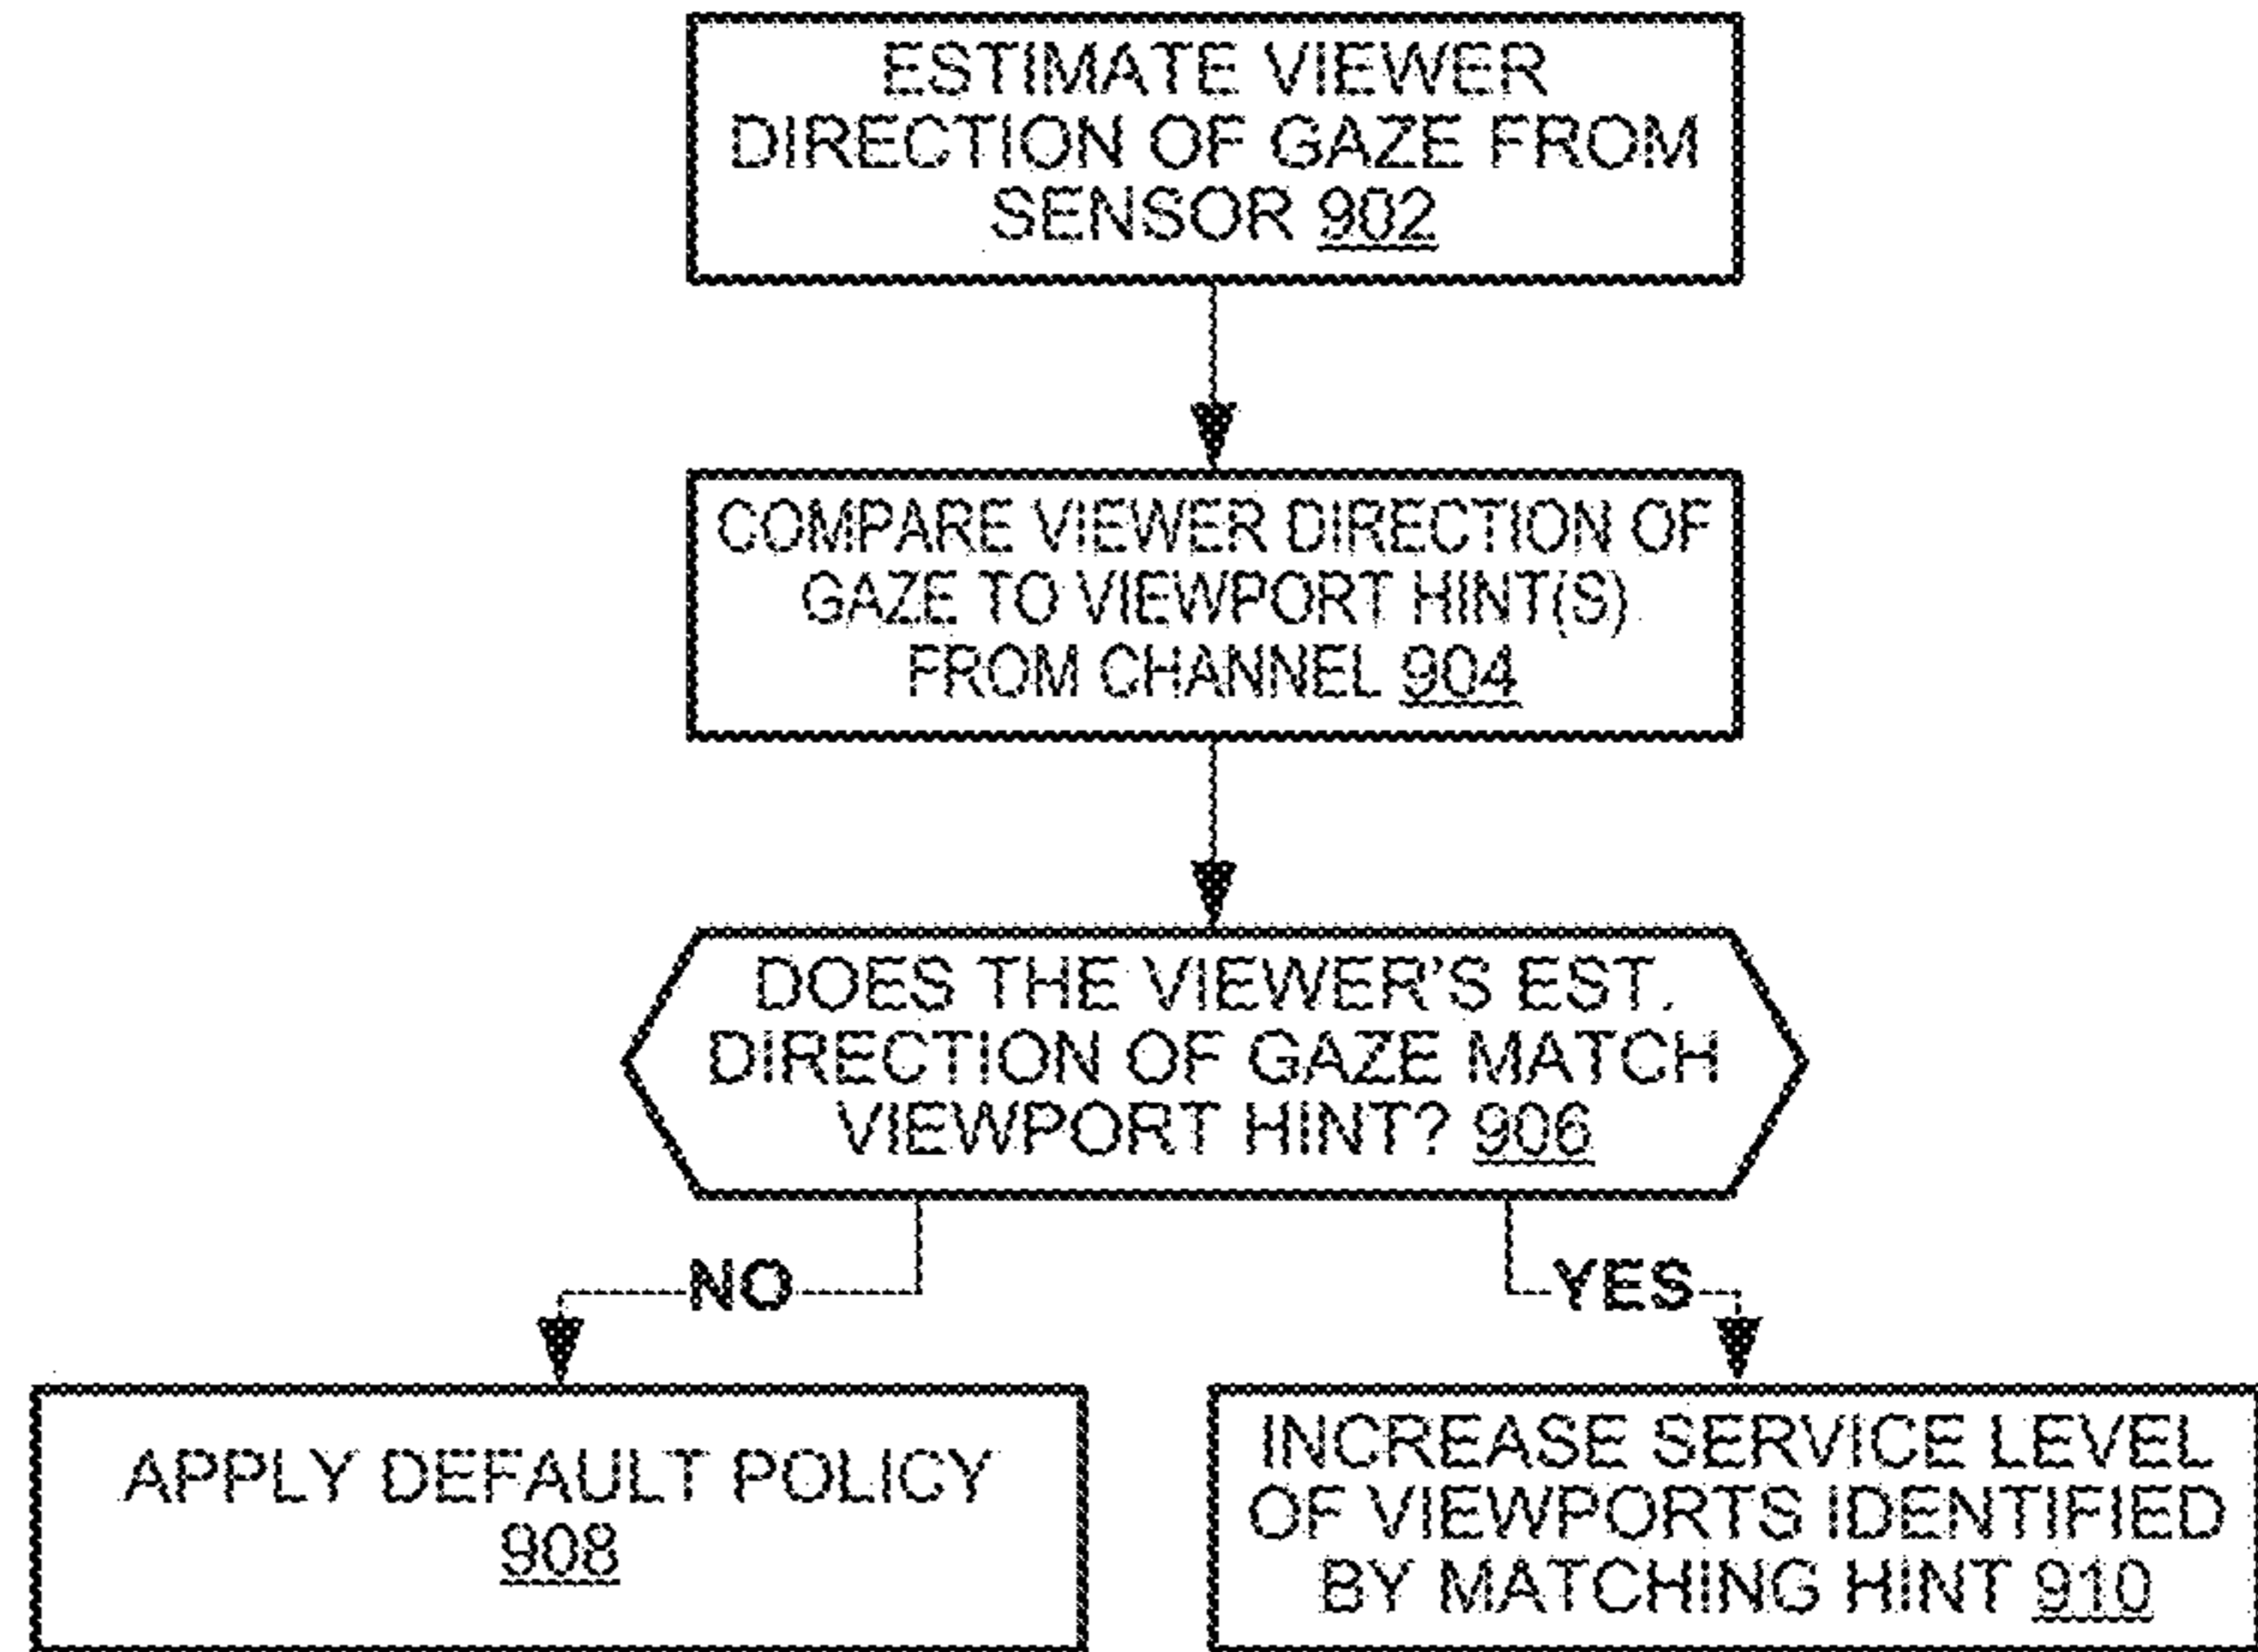 ESTIMATE VIEWER
DIRECTION OF GAZE FROM
SENSOR 902
COMPARE VIEWER DIRECTION OF
GAZE TO VIEWPORT HINT(S)
FROM CHANNEL 904
DOES THE VIEWER'S EST.
DIRECTION OF GAZE MATCH
VIEWPORT HINT? 906
NO
YES
APPLY DEFAULT POLICY
908
INCREASE SERVICE LEVEL
OF VIEWPORTS IDENTIFIED
BY MATCHING HINT 910